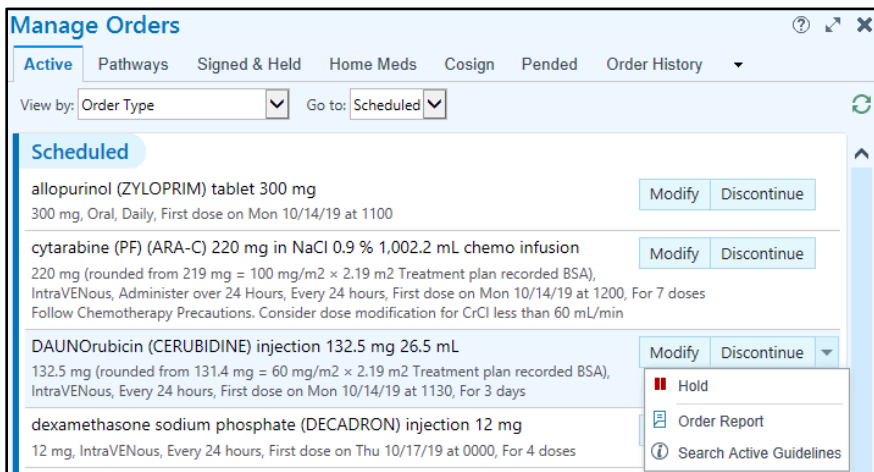 Manage Orders
Active Pathways Signed & Held Home Meds Cosign Pended Order History
View by: Order Type Go to: Scheduled
Scheduled
allopurinol (ZYLOPRIM) tablet 300 mg
Modify Discontinue
300 mg, Oral, Daily, First dose on Mon 10/14/19 at 1100
cytarabine (PF) (ARA-C) 220 mg in NaCl 0.9 % 1,002.2 mL chemo infusion
Modify Discontinue
220 mg (rounded from 219 mg = 100 mg/m2 × 2.19 m2 Treatment plan recorded BSA),
IntraVENous, Administer over 24 Hours, Every 24 hours, First dose on Mon 10/14/19 at 1200, For 7 doses
Follow Chemotherapy Precautions. Consider dose modification for CrCl less than 60 mL/min
DAUNOrubicin (CERUBIDINE) injection 132.5 mg 26.5 mL
Modify Discontinue
132.5 mg (rounded from 131.4 mg = 60 mg/m2 × 2.19 m2 Treatment plan recorded BSA),
IntraVENous, Every 24 hours, First dose on Mon 10/14/19 at 1130, For 3 days
Hold
Order Report
Search Active Guidelines
dexamethasone sodium phosphate (DECADRON) injection 12 mg
12 mg, IntraVENous, Every 24 hours, First dose on Thu 10/17/19 at 0000, For 4 doses